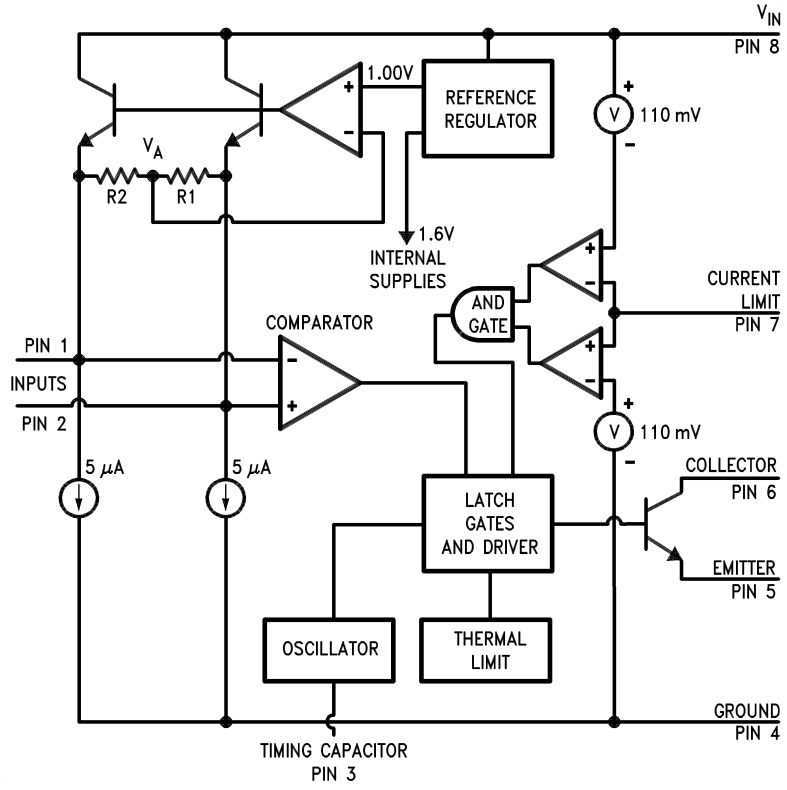 V_IN
PIN 8
1.00V
+
−
REFERENCE
REGULATOR
+
V
110 mV
−
V_A
R2
R1
1.6V
INTERNAL
SUPPLIES
+
−
CURRENT
LIMIT
PIN 7
AND
GATE
COMPARATOR
+
−
PIN 1
−
INPUTS
+
PIN 2
+
V
110 mV
−
5 μA
5 μA
COLLECTOR
PIN 6
LATCH
GATES
AND DRIVER
EMITTER
PIN 5
OSCILLATOR
THERMAL
LIMIT
GROUND
PIN 4
TIMING CAPACITOR
PIN 3